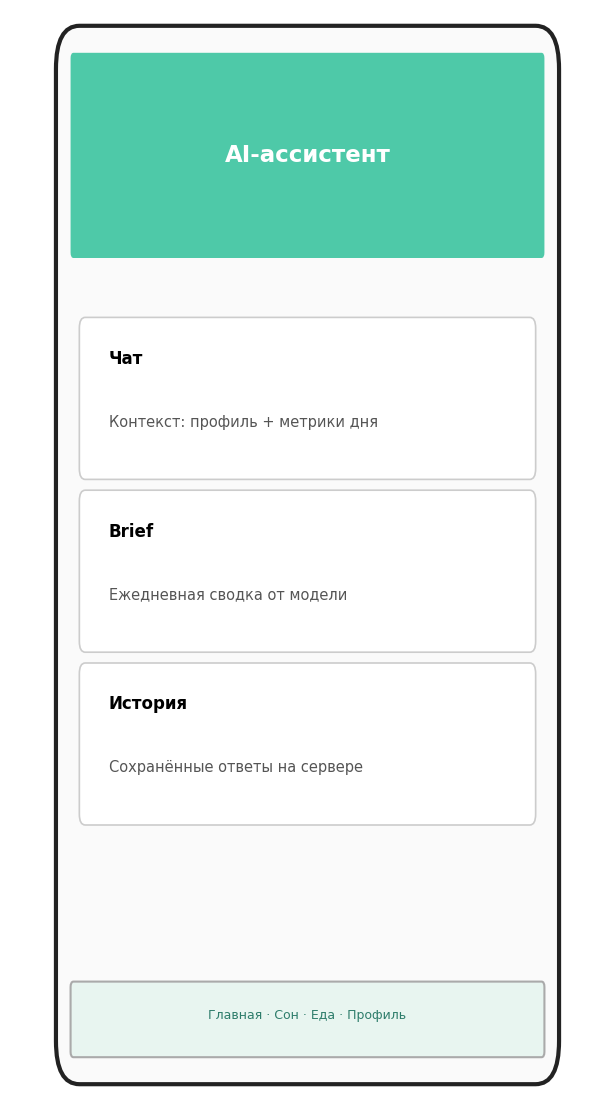 AI-ассистент
Чат
Контекст: профиль + метрики дня
Brief
Ежедневная сводка от модели
История
Сохранённые ответы на сервере
Главная · Сон · Еда · Профиль